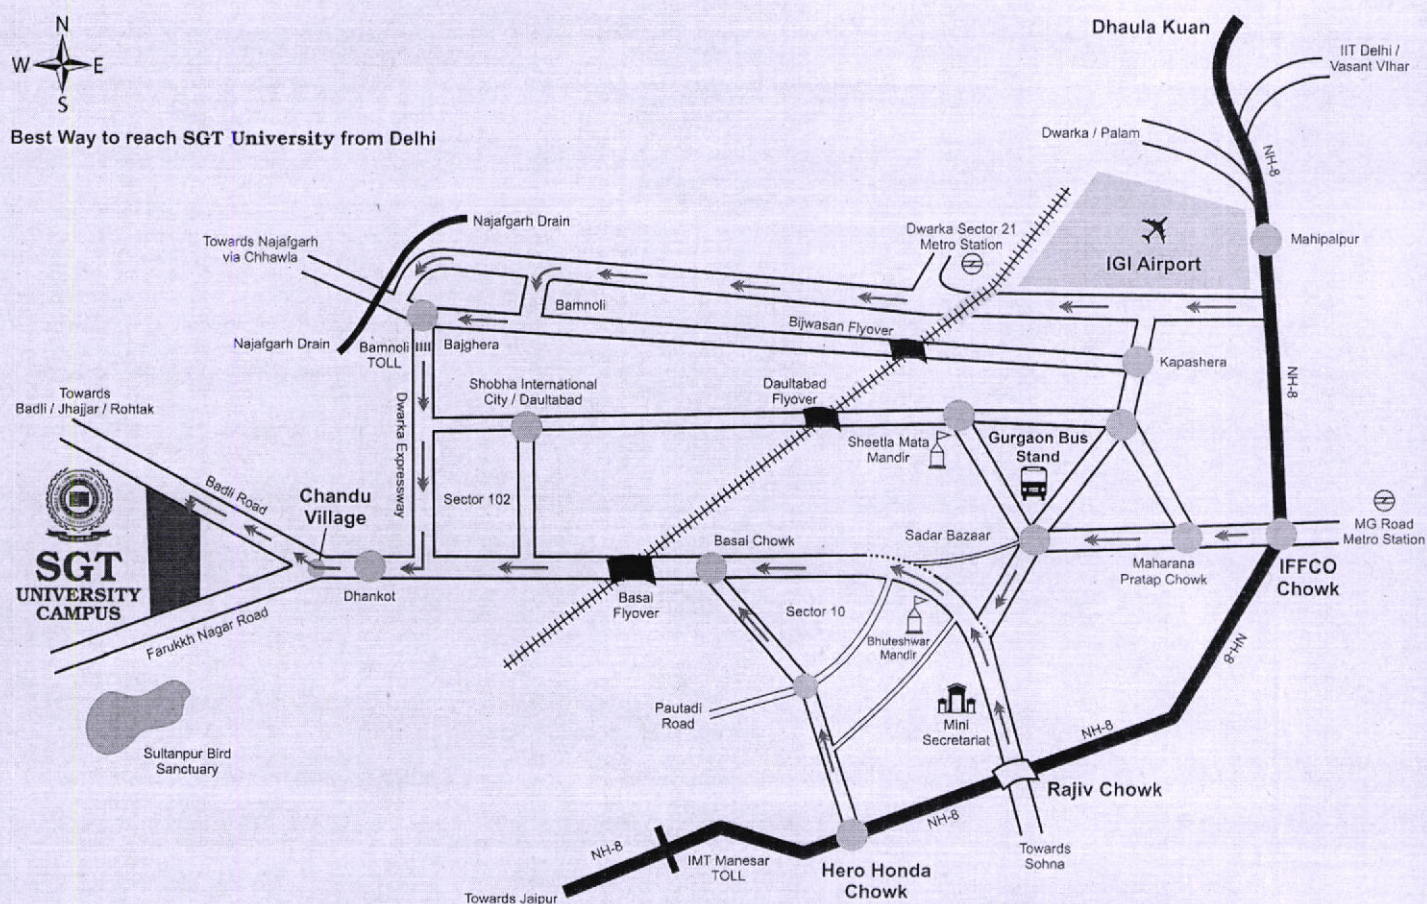 N
W E
S
Best Way to reach SGT University from Delhi
Dhaula Kuan
IIT Delhi /
Vasant VIhar
Dwarka / Palam
NH-8
Mahipalpur
IGI Airport
Dwarka Sector 21
Metro Station
Najafgarh Drain
Towards Najafgarh
via Chhawla
Bamnoli
Bijwasan Flyover
Najafgarh Drain
Bamnoli
TOLL
Bajghera
Kapashera
NH-8
Towards
Badli / Jhajjar / Rohtak
Shobha International
City / Daultabad
Daultabad
Flyover
Dwarka Expressway
Sheetla Mata
Mandir
Gurgaon Bus
Stand
Badli Road
Chandu
Village
Sector 102
MG Road
Metro Station
SGT
UNIVERSITY
CAMPUS
Basai Chowk
Sadar Bazaar
Maharana
Pratap Chowk
IFFCO
Chowk
Dhankot
Basai
Flyover
Sector 10
Farukkh Nagar Road
Bhuteshwar
Mandir
NH-8
Pautadi
Road
Mini
Secretariat
NH-8
Sultanpur Bird
Sanctuary
Rajiv Chowk
NH-8
NH-8
IMT Manesar
TOLL
Towards
Sohna
Hero Honda
Chowk
Towards Jaipur